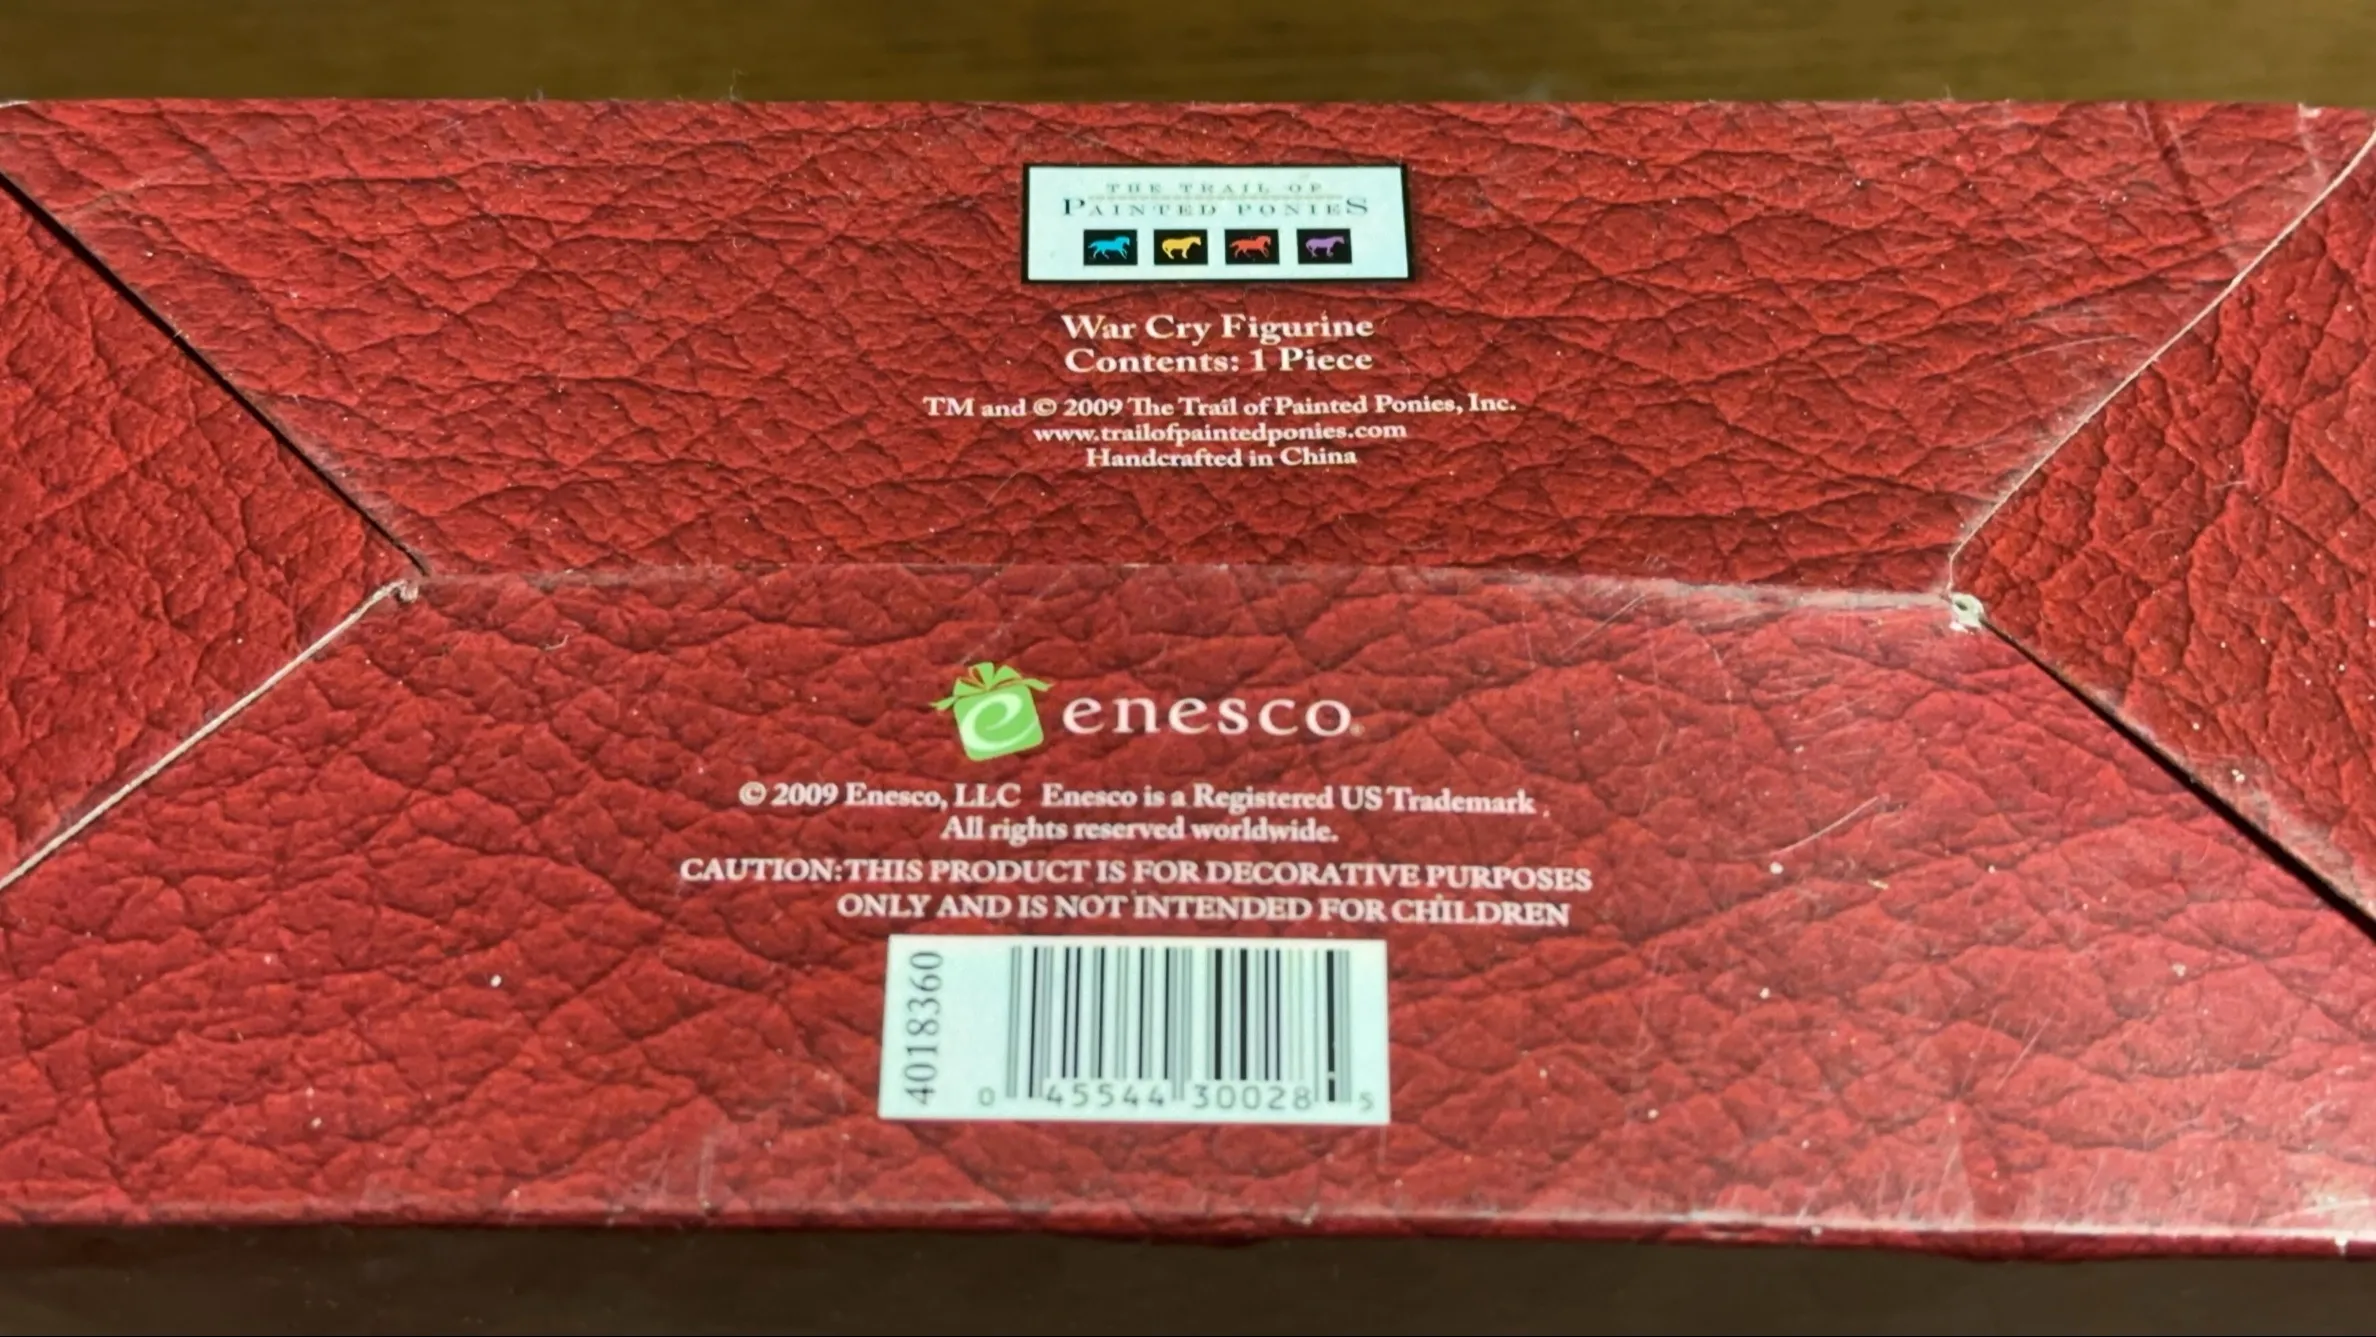 THE TRAIL OF
PAINTED PONIES
War Cry Figurine
Contents: 1 Piece
TM and © 2009 The Trail of Painted Ponies, Inc.
www.trailofpaintedponies.com
Handcrafted in China
enesco®
© 2009 Enesco, LLC Enesco is a Registered US Trademark.
All rights reserved worldwide.
CAUTION:THIS PRODUCT IS FOR DECORATIVE PURPOSES
ONLY AND IS NOT INTENDED FOR CHILDREN
4018360
0 45544 30028 5